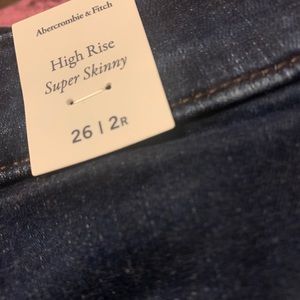 Abercrombie & Fitch
High Rise
Super Skinny
26 | 2R